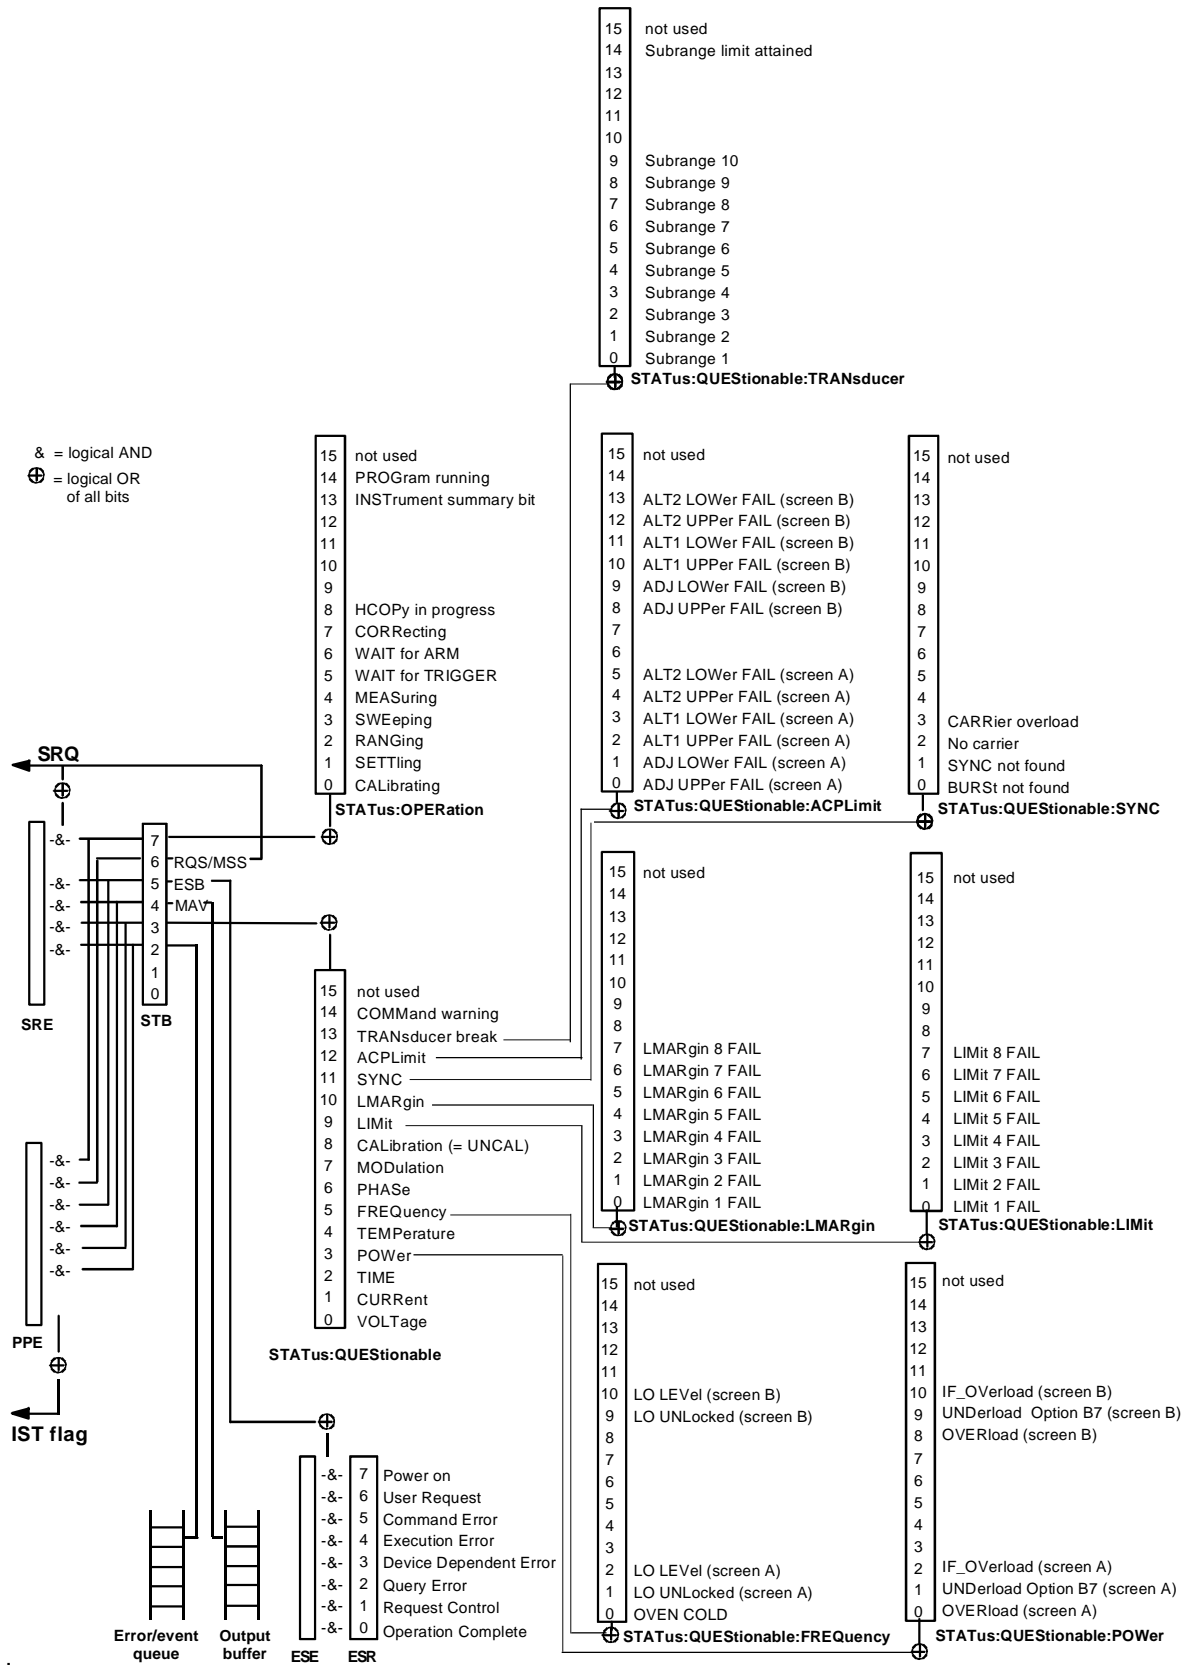 15 not used
14 Subrange limit attained
13
12
11
10
9 Subrange 10
8 Subrange 9
7 Subrange 8
6 Subrange 7
5 Subrange 6
4 Subrange 5
3 Subrange 4
2 Subrange 3
1 Subrange 2
0 Subrange 1
STATus:QUEStionable:TRANsducer
& = logical AND
⊕ = logical OR
of all bits
15 not used
14 PROGram running
13 INSTrument summary bit
12
11
10
9
8 HCOPy in progress
7 CORRecting
6 WAIT for ARM
5 WAIT for TRIGGER
4 MEASuring
3 SWEeping
2 RANGing
1 SETTling
0 CALibrating
STATus:OPERation
15 not used
14
13 ALT2 LOWer FAIL (screen B)
12 ALT2 UPPer FAIL (screen B)
11 ALT1 LOWer FAIL (screen B)
10 ALT1 UPPer FAIL (screen B)
9 ADJ LOWer FAIL (screen B)
8 ADJ UPPer FAIL (screen B)
7
6
5 ALT2 LOWer FAIL (screen A)
4 ALT2 UPPer FAIL (screen A)
3 ALT1 LOWer FAIL (screen A)
2 ALT1 UPPer FAIL (screen A)
1 ADJ LOWer FAIL (screen A)
0 ADJ UPPer FAIL (screen A)
STATus:QUEStionable:ACPLimit
15 not used
14
13
12
11
10
9
8
7
6
5
4
3 CARRier overload
2 No carrier
1 SYNC not found
0 BURSt not found
STATus:QUEStionable:SYNC
SRQ
-&- 7
6 RQS/MSS
-&- 5 ESB
-&- 4 MAV
-&- 3
-&- 2
1
0
SRE
STB
15 not used
14 COMMand warning
13 TRANsducer break
12 ACPLimit
11 SYNC
10 LMARgin
9 LIMit
8 CALibration (= UNCAL)
7 MODulation
6 PHASe
5 FREQuency
4 TEMPerature
3 POWer
2 TIME
1 CURRent
0 VOLTage
STATus:QUEStionable
15 not used
14
13
12
11
10
9
8
7 LMARgin 8 FAIL
6 LMARgin 7 FAIL
5 LMARgin 6 FAIL
4 LMARgin 5 FAIL
3 LMARgin 4 FAIL
2 LMARgin 3 FAIL
1 LMARgin 2 FAIL
0 LMARgin 1 FAIL
STATus:QUEStionable:LMARgin
15 not used
14
13
12
11
10
9
8
7 LIMit 8 FAIL
6 LIMit 7 FAIL
5 LIMit 6 FAIL
4 LIMit 5 FAIL
3 LIMit 4 FAIL
2 LIMit 3 FAIL
1 LIMit 2 FAIL
0 LIMit 1 FAIL
STATus:QUEStionable:LIMit
-&-
-&-
-&-
-&-
-&-
-&-
PPE
IST flag
15 not used
14
13
12
11
10 LO LEVel (screen B)
9 LO UNLocked (screen B)
8
7
6
5
4
3
2 LO LEVel (screen A)
1 LO UNLocked (screen A)
0 OVEN COLD
STATus:QUEStionable:FREQuency
15 not used
14
13
12
11
10 IF_OVerload (screen B)
9 UNDerload Option B7 (screen B)
8 OVERload (screen B)
7
6
5
4
3
2 IF_OVerload (screen A)
1 UNDerload Option B7 (screen A)
0 OVERload (screen A)
STATus:QUEStionable:POWer
-&- 7 Power on
-&- 6 User Request
-&- 5 Command Error
-&- 4 Execution Error
-&- 3 Device Dependent Error
-&- 2 Query Error
-&- 1 Request Control
-&- 0 Operation Complete
ESE
ESR
Error/event
queue
Output
buffer